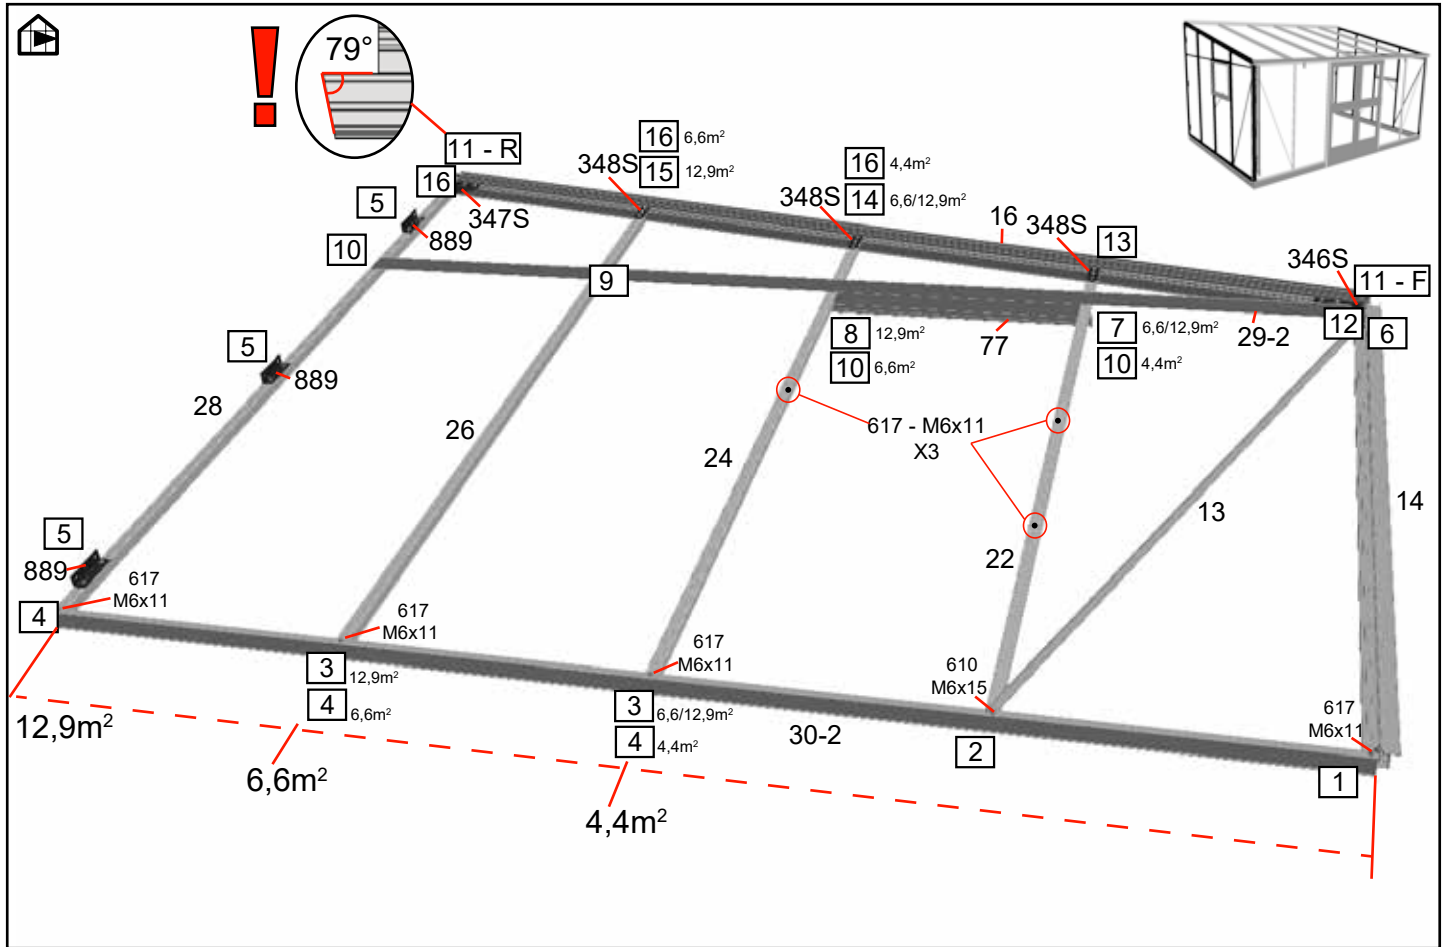 79°
11 - R
16 6,6m²
348S 15 12,9m²
16 4,4m²
348S 14 6,6/12,9m²
16
5
347S
16
348S
13
889
10
346S
11 - F
9
12
6
8 12,9m²
10 6,6m²
77
7 6,6/12,9m²
10 4,4m²
29-2
5
889
28
26
24
617 - M6x11
X3
13
14
22
5
889
617
M6x11
4
617
M6x11
617
M6x11
610
M6x15
617
M6x11
3 12,9m²
4 6,6m²
3 6,6/12,9m²
4 4,4m²
30-2
2
1
12,9m²
6,6m²
4,4m²